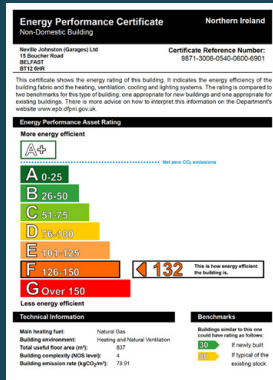 Energy Performance Certificate
Northern Ireland
Non-Domestic Building
Neville Johnston (Garages) Ltd
15 Boucher Road
BELFAST
BT12 6HR
Certificate Reference Number:
9871-3006-0540-0600-6901
This certificate shows the energy rating of this building. It indicates the energy efficiency of the
building fabric and the heating, ventilation, cooling and lighting systems. The rating is compared to
two benchmarks for this type of building: one appropriate for new buildings and one appropriate for
existing buildings. There is more advice on how to interpret this information on the Department's
website www.epb.dfpni.gov.uk.
Energy Performance Asset Rating
More energy efficient
A+
Net zero CO₂ emissions
A 0-25
B 26-50
C 51-75
D 76-100
E 101-125
F 126-150
132
This is how energy efficient
the building is.
G Over 150
Less energy efficient
Technical Information
Main heating fuel: Natural Gas
Building environment: Heating and Natural Ventilation
Total useful floor area (m²): 837
Building complexity (NOS level): 4
Building emission rate (kgCO₂/m²): 78.91
Benchmarks
Buildings similar to this one
could have rating as follows:
30 If newly built
If typical of the
existing stock